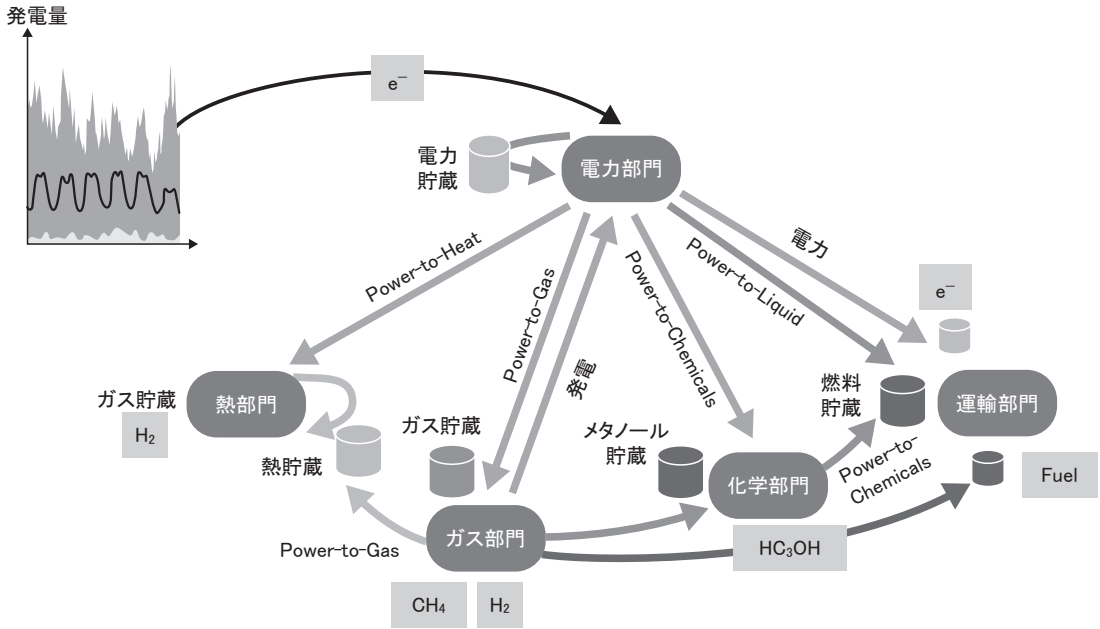 発電量
e⁻
電力
貯蔵
電力部門
Power-to-Heat
Power-to-Gas
発電
Power-to-Chemicals
Power-to-Liquid
電力
e⁻
ガス貯蔵
H₂
熱部門
熱貯蔵
ガス貯蔵
メタノール
貯蔵
燃料
貯蔵
運輸部門
化学部門
Power-to-
Chemicals
Fuel
Power-to-Gas
ガス部門
HC₃OH
CH₄
H₂